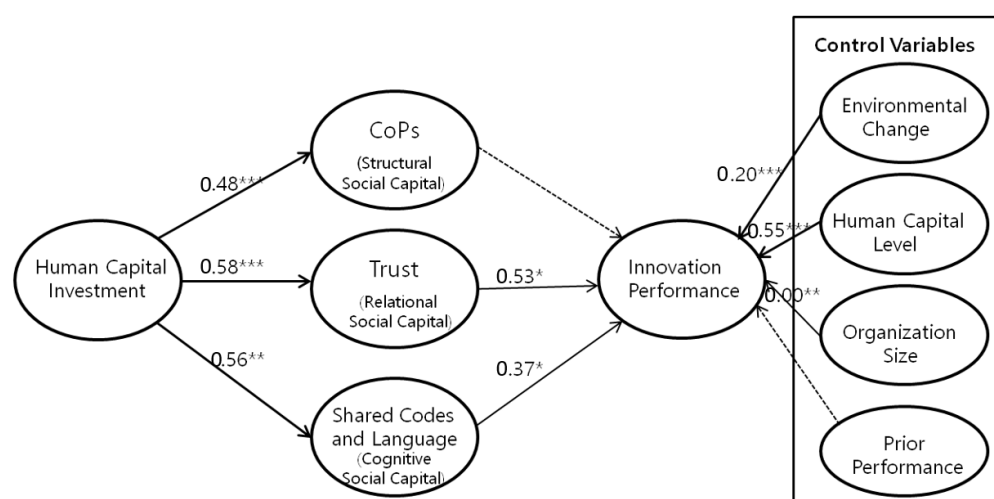 Control Variables
Environmental
Change
CoPs
(Structural
Social Capital)
0.48***
0.20***
0.55***
Human Capital
Level
Human Capital
Investment
0.58***
Trust
(Relational
Social Capital)
0.53*
Innovation
Performance
0.00**
Organization
Size
0.56**
0.37*
Shared Codes
and Language
(Cognitive
Social Capital)
Prior
Performance